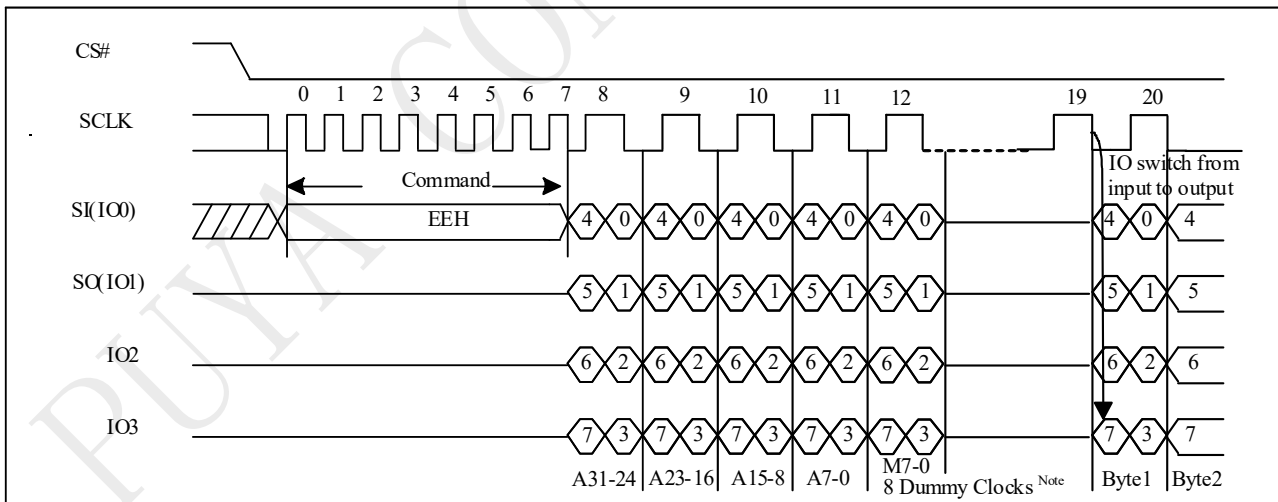 CS#
0 1 2 3 4 5 6 7 8 9 10 11 12 19 20
SCLK
IO switch from
input to output
Command
SI(IO0) EEH 4 0 4 0 4 0 4 0 4 0 4 0 4
SO(IO1) 5 1 5 1 5 1 5 1 5 1 5 1 5
IO2 6 2 6 2 6 2 6 2 6 2 6 2 6
IO3 7 3 7 3 7 3 7 3 7 3 7 3 7
A31-24 A23-16 A15-8 A7-0 M7-0 Byte1 Byte2
8 Dummy Clocks Note
PUYA CON